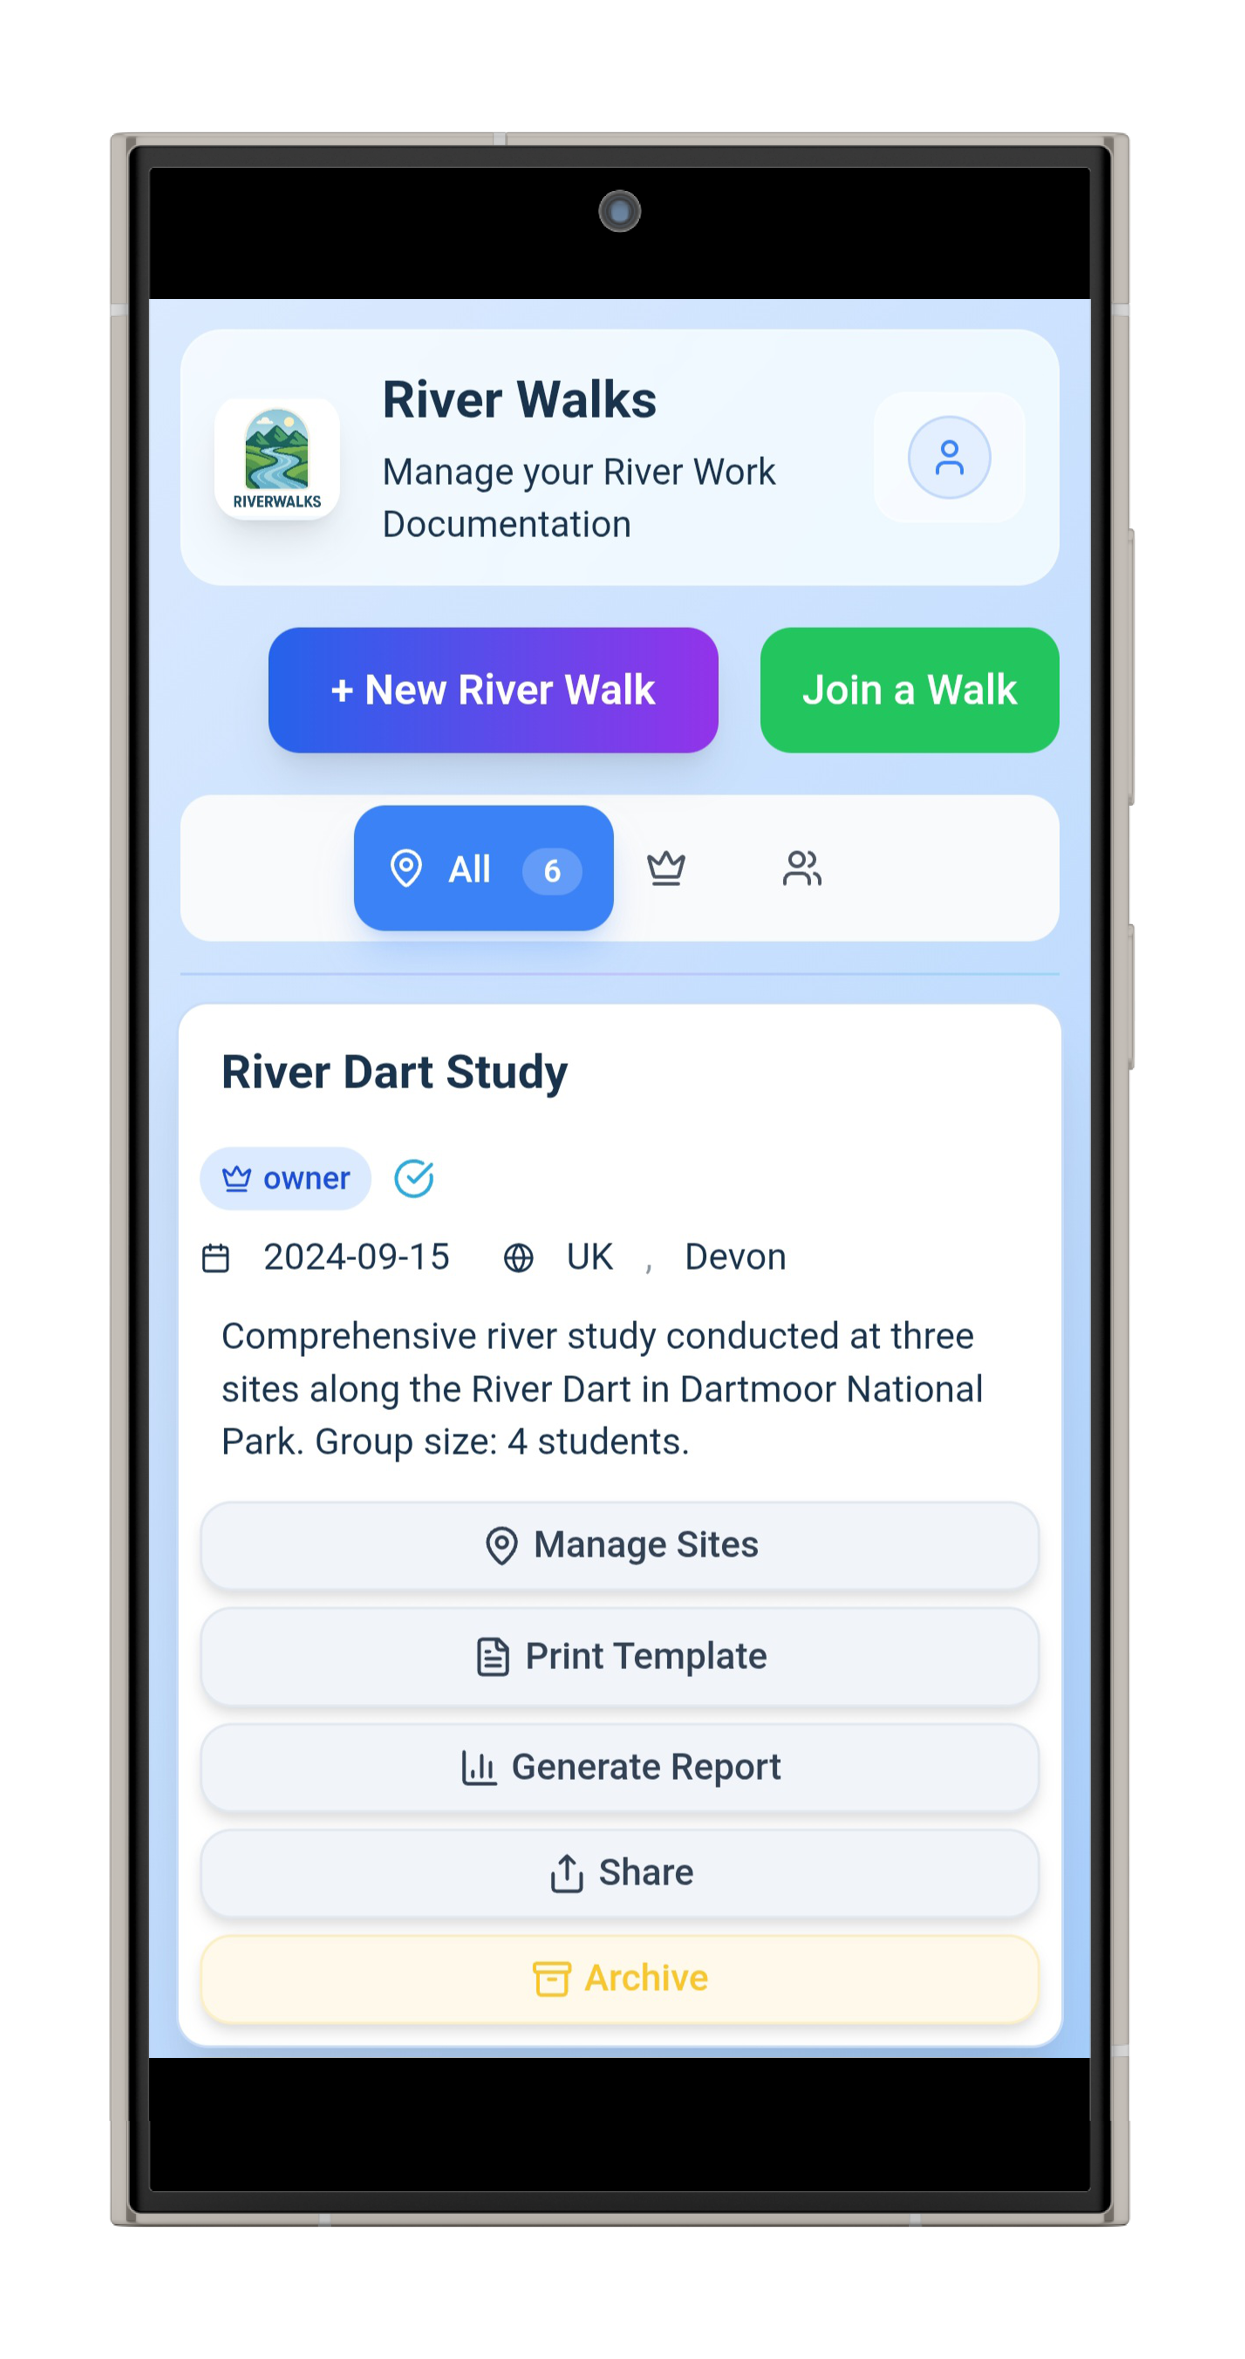 River Walks
Manage your River Work
Documentation
RIVERWALKS
+ New River Walk
Join a Walk
All 6
River Dart Study
owner
2024-09-15 UK , Devon
Comprehensive river study conducted at three
sites along the River Dart in Dartmoor National
Park. Group size: 4 students.
Manage Sites
Print Template
Generate Report
Share
Archive